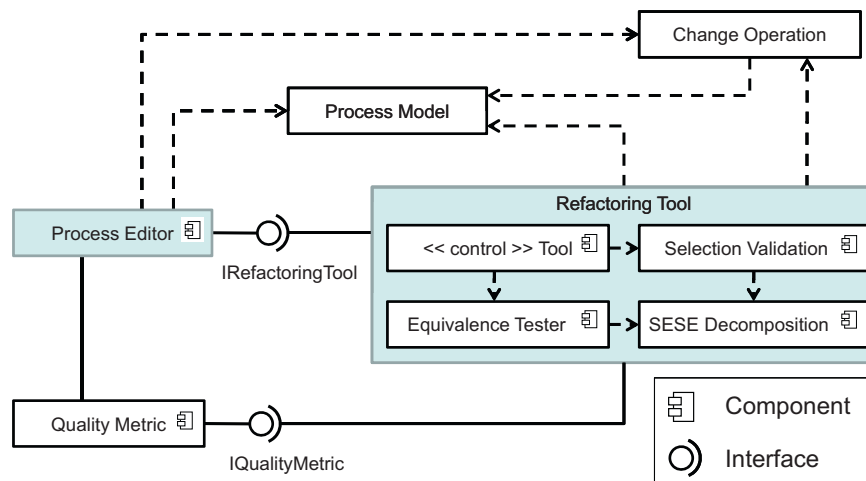 Change Operation
Process Model
Refactoring Tool
Process Editor
<< control >> Tool
Selection Validation
IRefactoringTool
Equivalence Tester
SESE Decomposition
Quality Metric
IQualityMetric
Component
Interface